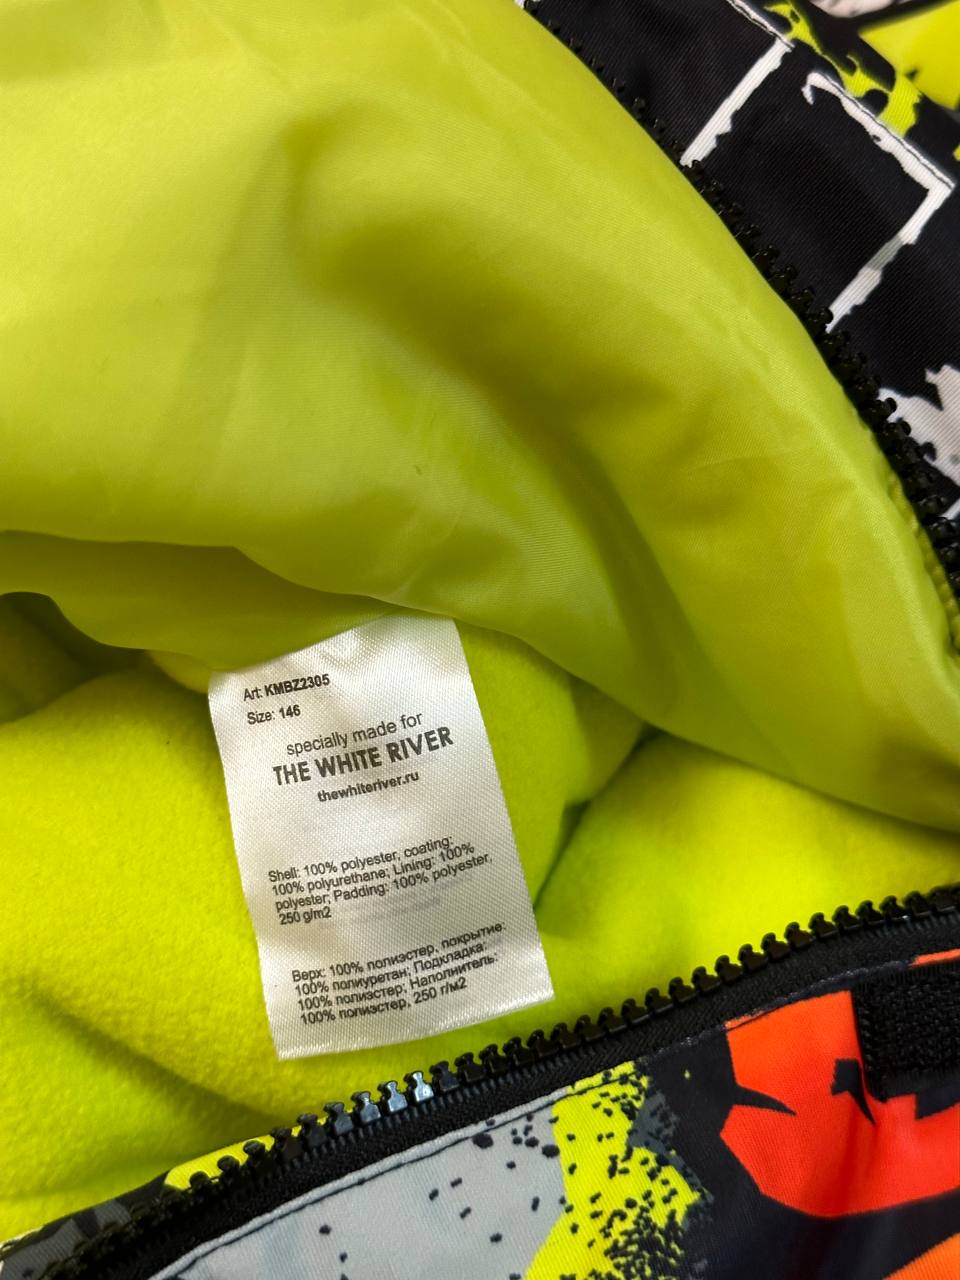 Art: KMBZ2305
Size: 146
specially made for
THE WHITE RIVER
thewhiteriver.ru
Shell: 100% polyester, coating:
100% polyurethane; Lining: 100%
polyester; Padding: 100% polyester,
250 g/m2
Верх: 100% полиэстер, покрытие:
100% полиуретан; Подкладка:
100% полиэстер; Наполнитель:
100% полиэстер, 250 г/м2